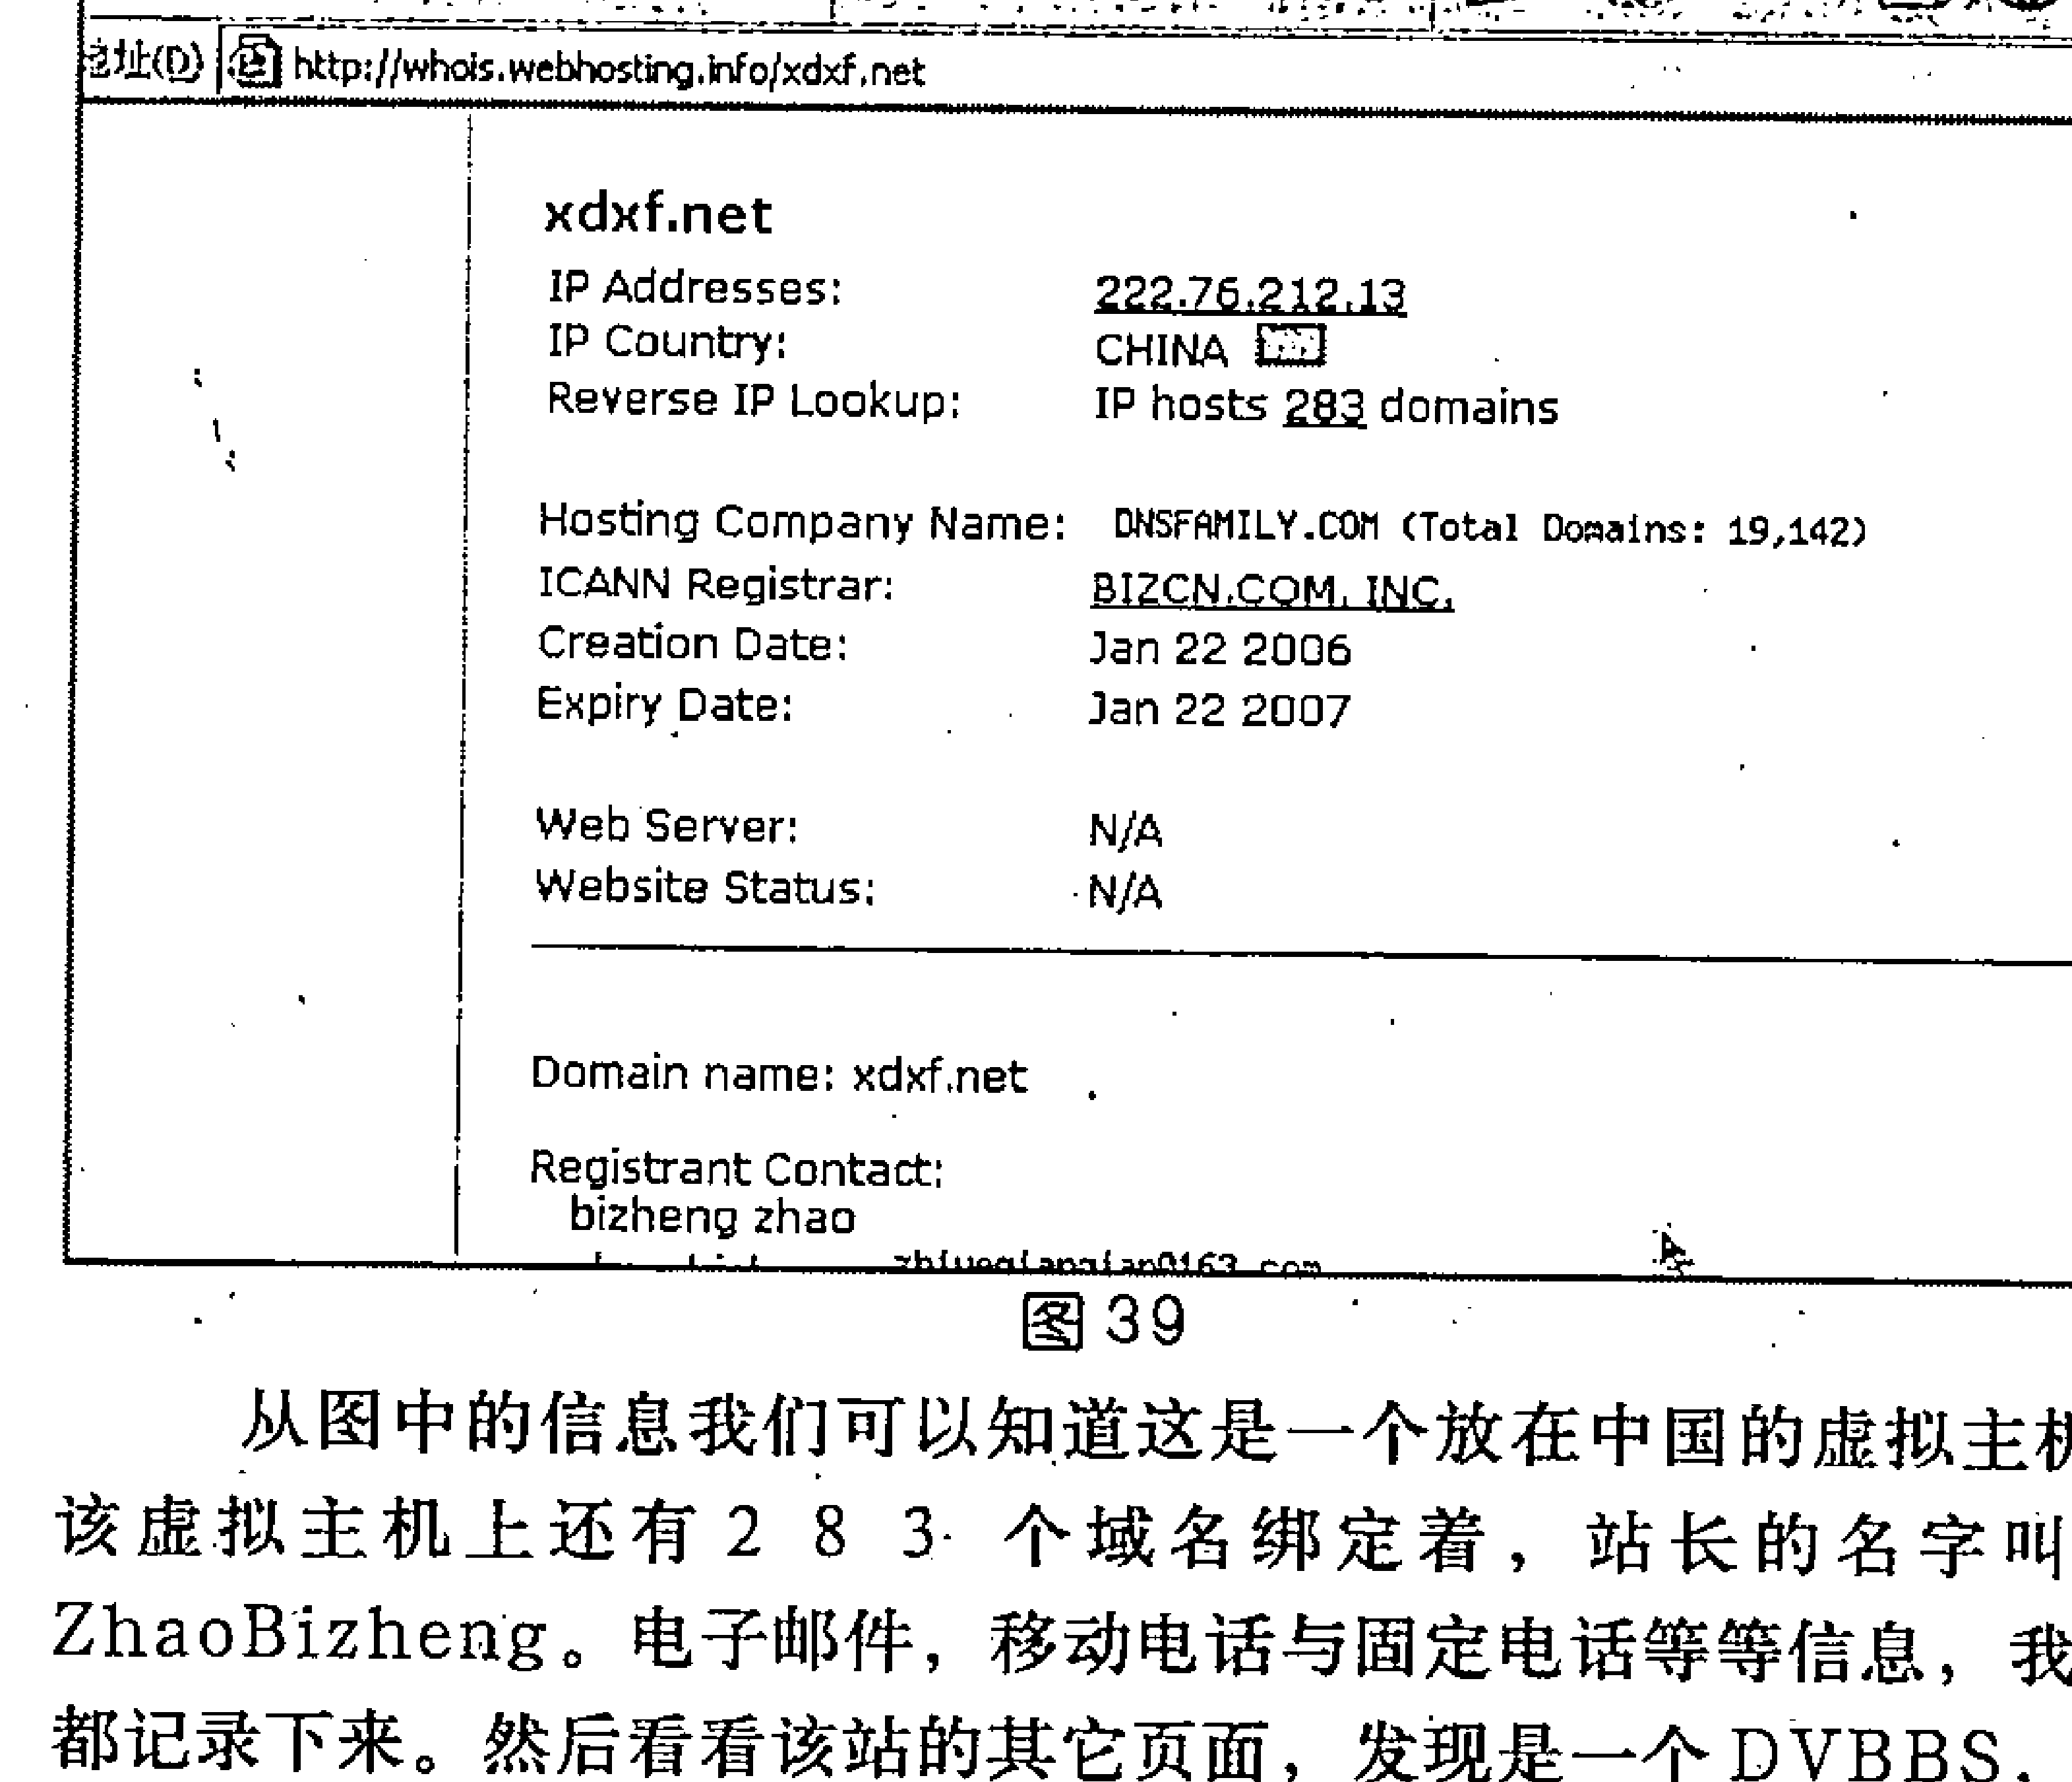 址(D) http://whois.webhosting.info/xdxf.net
xdxf.net
IP Addresses: 222.76.212.13
IP Country: CHINA
Reverse IP Lookup: IP hosts 283 domains
Hosting Company Name: DNSFAMILY.COM (Total Domains: 19,142)
ICANN Registrar: BIZCN.COM, INC.
Creation Date: Jan 22 2006
Expiry Date: Jan 22 2007
Web Server: N/A
Website Status: N/A
Domain name: xdxf.net
Registrant Contact:
bizheng zhao
图39
从图中的信息我们可以知道这是一个放在中国的虚拟主机
该虚拟主机上还有283个域名绑定着，站长的名字叫
ZhaoBizheng。电子邮件，移动电话与固定电话等等信息，我
都记录下来。然后看看该站的其它页面，发现是一个DVBBS，